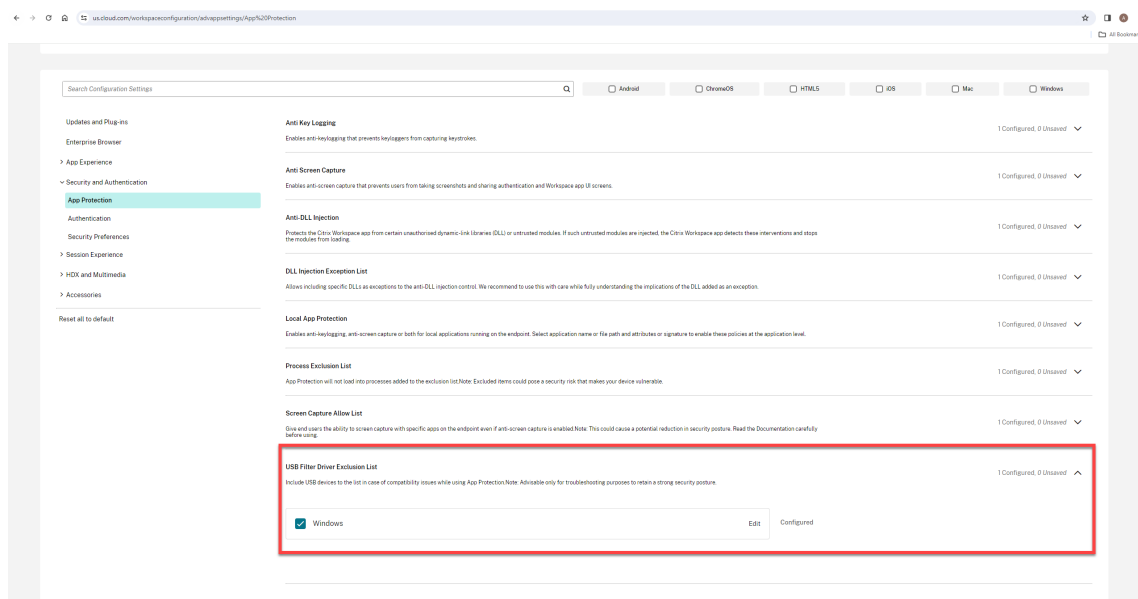 us.cloud.com/workspaceconfiguration/advappsettings/App%20Protection
All Bookmar
Search Configuration Settings
Android
ChromeOS
HTML5
iOS
Mac
Windows
Updates and Plug-ins
Enterprise Browser
App Experience
Security and Authentication
App Protection
Authentication
Security Preferences
Session Experience
HDX and Multimedia
Accessories
Reset all to default
Anti Key Logging
1 Configured, 0 Unsaved
Enables anti-keylogging that prevents keyloggers from capturing keystrokes.
Anti Screen Capture
1 Configured, 0 Unsaved
Enables anti-screen capture that prevents users from taking screenshots and sharing authentication and Workspace app UI screens.
Anti-DLL Injection
1 Configured, 0 Unsaved
Protects the Citrix Workspace app from certain unauthorised dynamic-link libraries (DLL) or untrusted modules. If such untrusted modules are injected, the Citrix Workspace app detects these interventions and stops
the modules from loading.
DLL Injection Exception List
1 Configured, 0 Unsaved
Allows including specific DLLs as exceptions to the anti-DLL injection control. We recommend to use this with care while fully understanding the implications of the DLL added as an exception.
Local App Protection
1 Configured, 0 Unsaved
Enables anti-keylogging, anti-screen capture or both for local applications running on the endpoint. Select application name or file path and attributes or signature to enable these policies at the application level.
Process Exclusion List
1 Configured, 0 Unsaved
App Protection will not load into processes added to the exclusion list.Note: Excluded items could pose a security risk that makes your device vulnerable.
Screen Capture Allow List
1 Configured, 0 Unsaved
Give end users the ability to screen capture with specific apps on the endpoint even if anti-screen capture is enabled.Note: This could cause a potential reduction in security posture. Read the Documentation carefully
before using.
USB Filter Driver Exclusion List
1 Configured, 0 Unsaved
Include USB devices to the list in case of compatibility issues while using App Protection.Note: Advisable only for troubleshooting purposes to retain a strong security posture.
Windows
Edit
Configured